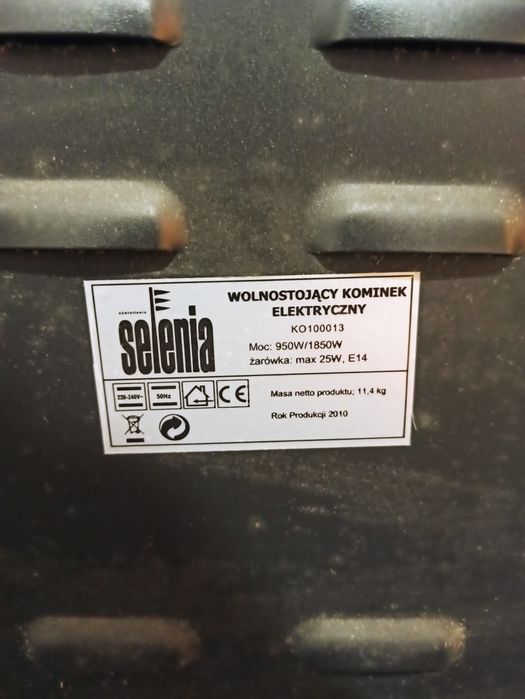 WOLNOSTOJĄCY KOMINEK
ELEKTRYCZNY
KO100013
Moc: 950W/1850W
żarówka: max 25W, E14
selenia
220-240V~
50Hz
CE
Masa netto produktu; 11,4 kg
Rok Produkcji 2010